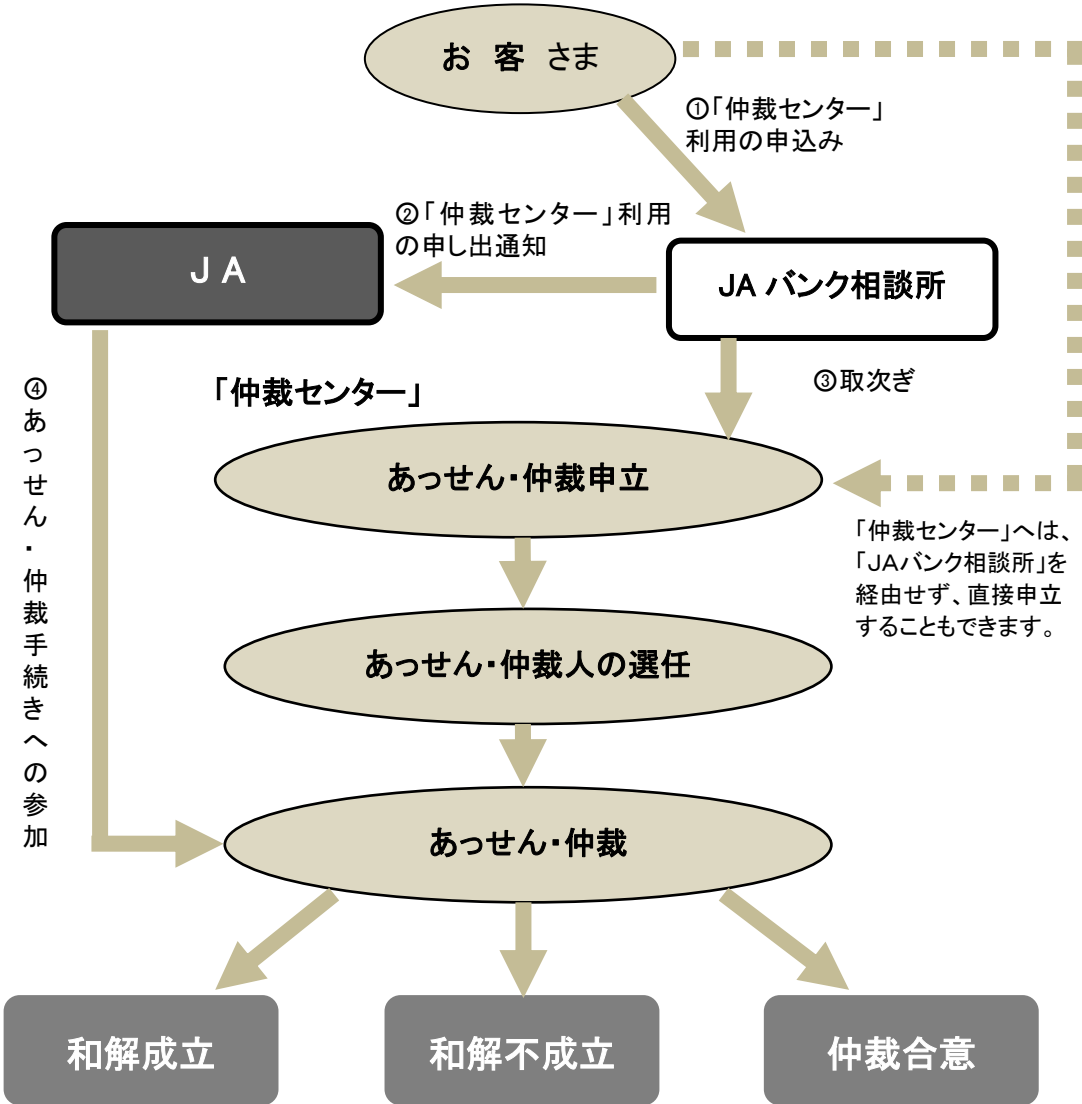 お 客 さま
①「仲裁センター」
利用の申込み
②「仲裁センター」利用
の申し出通知
JA
JA バンク相談所
③取次ぎ
④あっせん・仲裁手続きへの参加
「仲裁センター」
あっせん・仲裁申立
「仲裁センター」へは、
「JAバンク相談所」を
経由せず、直接申立
することもできます。
あっせん・仲裁人の選任
あっせん・仲裁
和解成立
和解不成立
仲裁合意